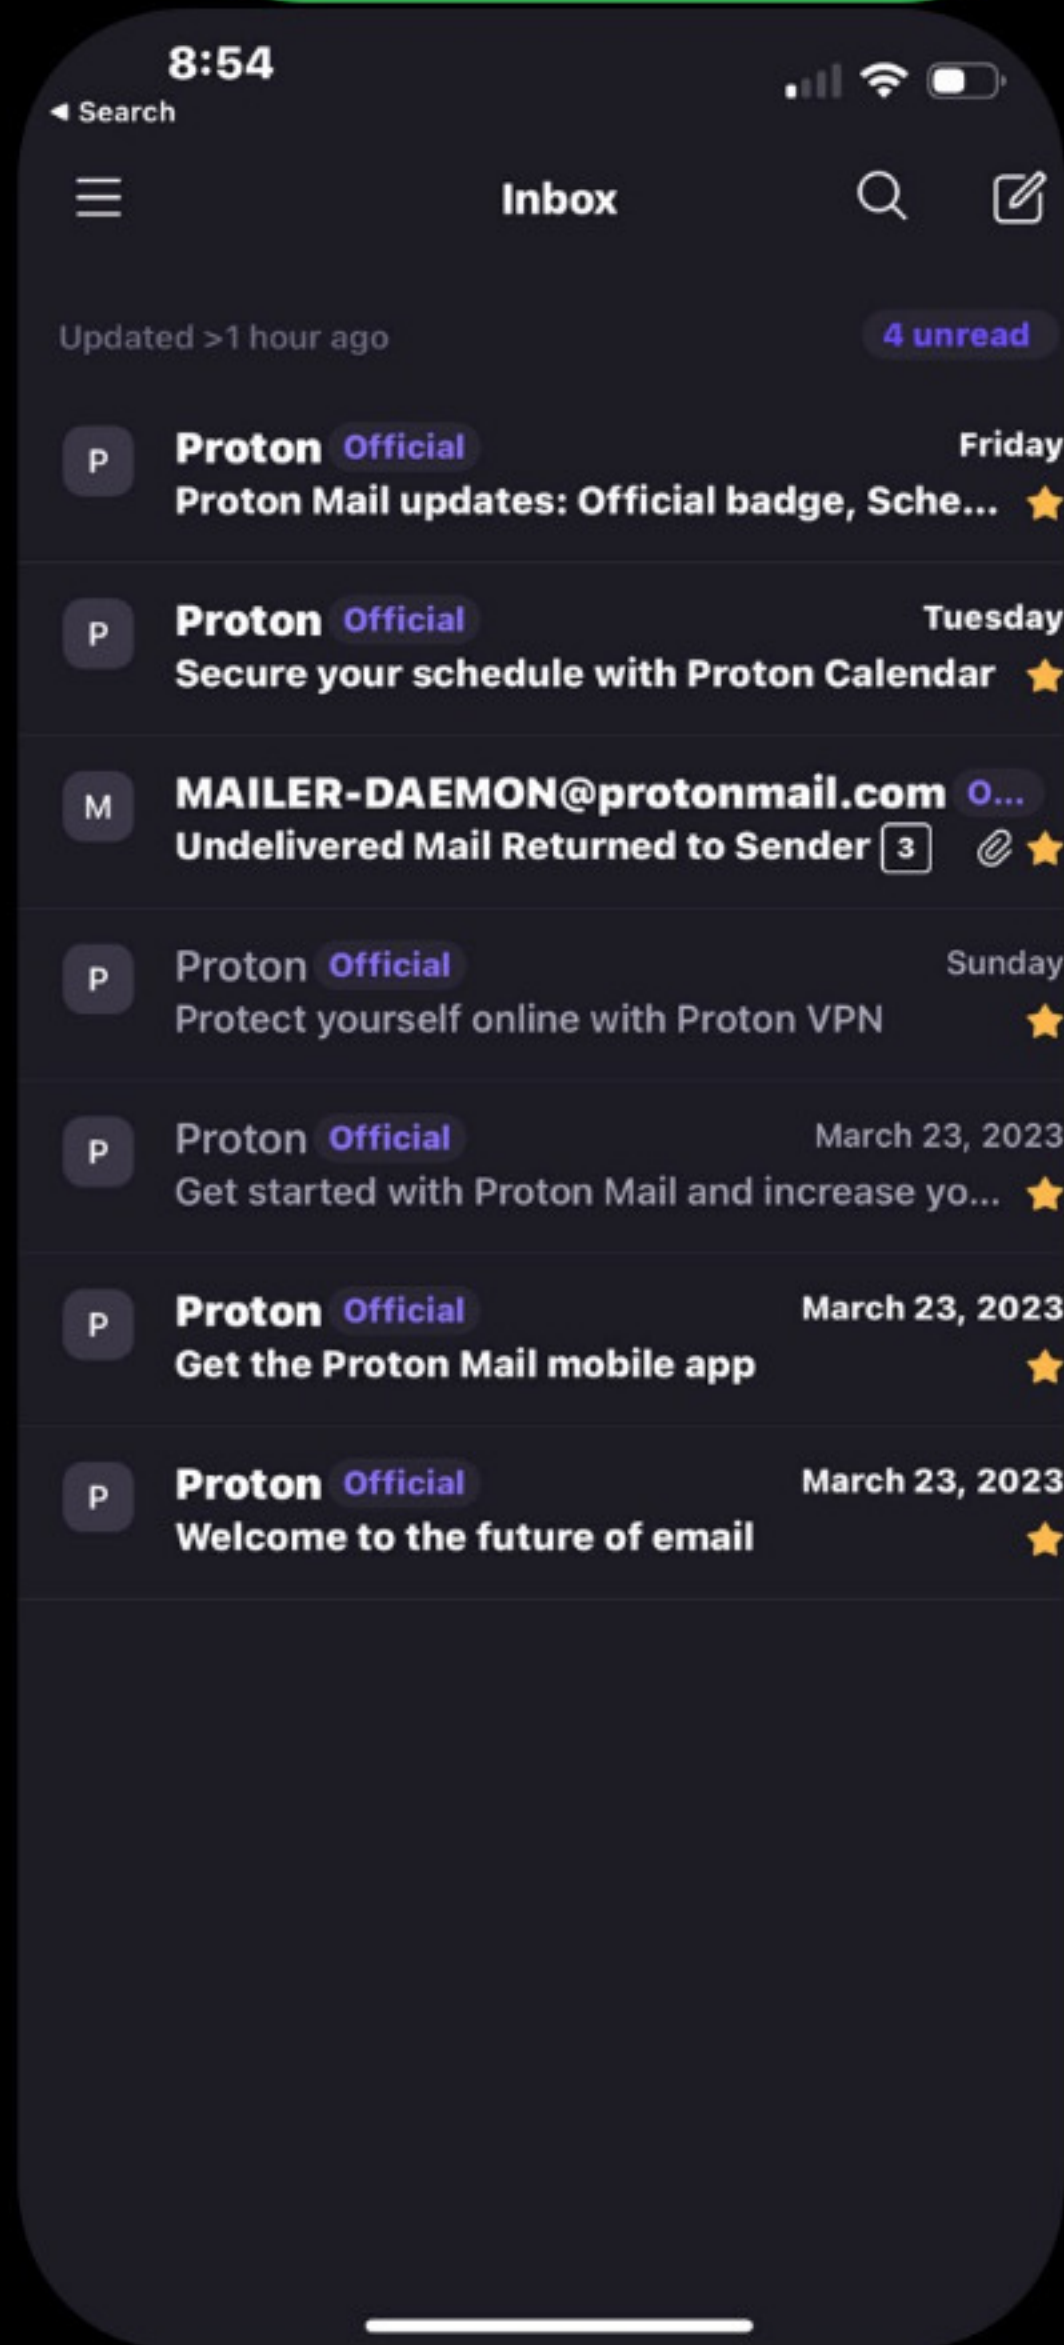 8:54
Search
Inbox
Updated >1 hour ago
4 unread
P
Proton Official Friday
Proton Mail updates: Official badge, Sche...
P
Proton Official Tuesday
Secure your schedule with Proton Calendar
M
MAILER-DAEMON@protonmail.com O...
Undelivered Mail Returned to Sender 3
P
Proton Official Sunday
Protect yourself online with Proton VPN
P
Proton Official March 23, 2023
Get started with Proton Mail and increase yo...
P
Proton Official March 23, 2023
Get the Proton Mail mobile app
P
Proton Official March 23, 2023
Welcome to the future of email